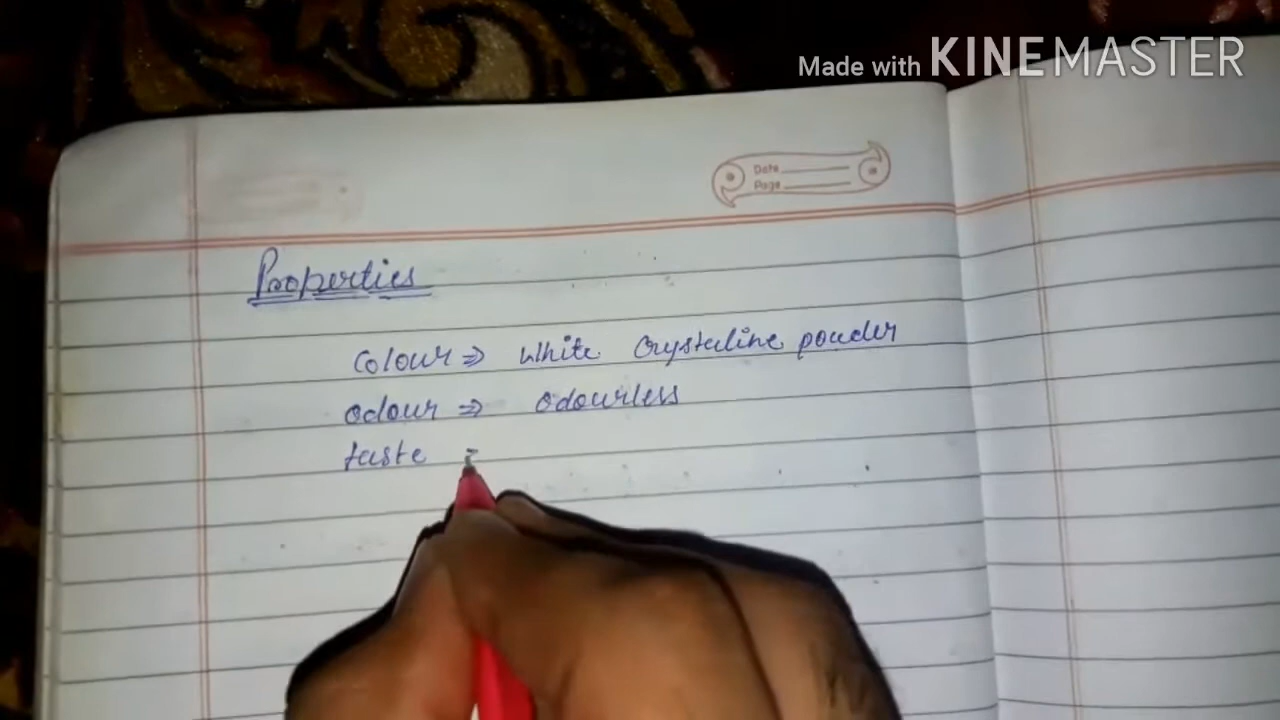 Made with KINEMASTER
Date
Page
Properties
Colour ⇒ White Crystaline powder
odour ⇒ odourless
taste =